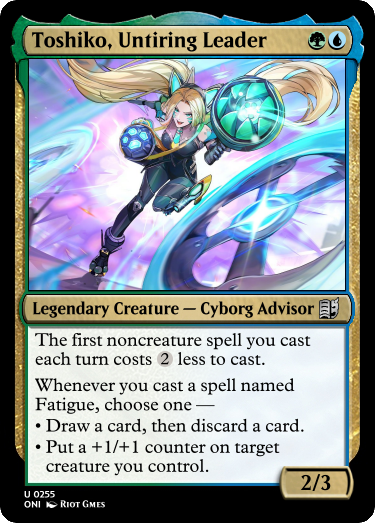 Toshiko, Untiring Leader
Legendary Creature — Cyborg Advisor
The first noncreature spell you cast
each turn costs 2 less to cast.
Whenever you cast a spell named
Fatigue, choose one —
• Draw a card, then discard a card.
• Put a +1/+1 counter on target
creature you control.
2/3
U 0255
ONI Riot Gmes